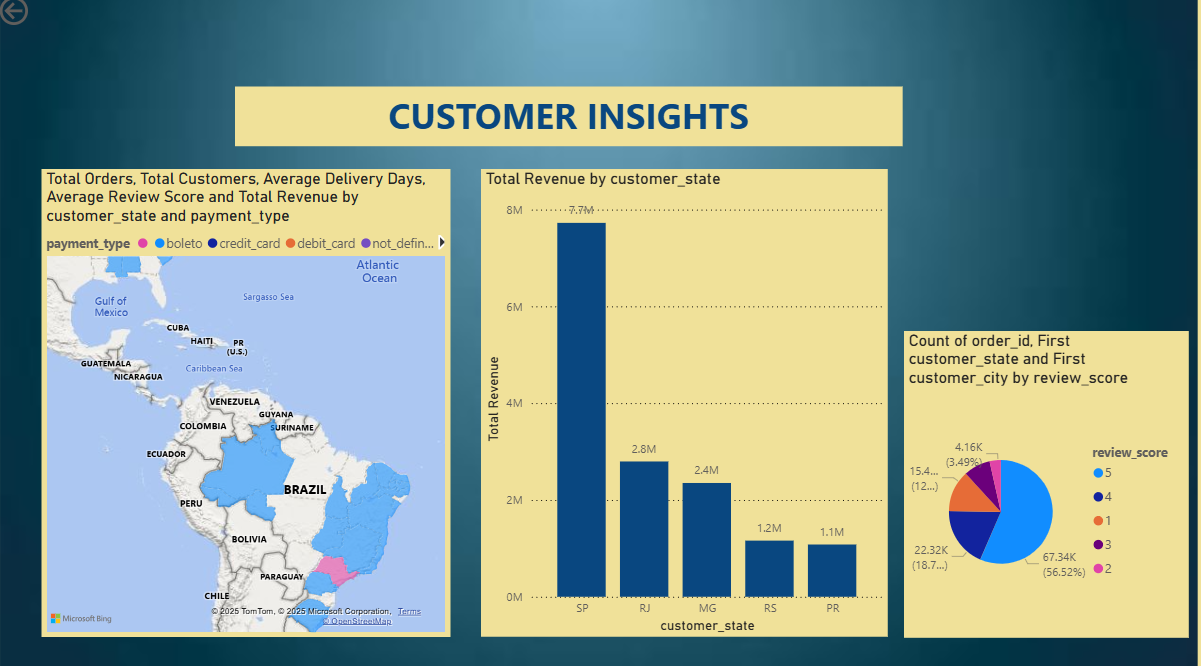 CUSTOMER INSIGHTS
Total Orders, Total Customers, Average Delivery Days,
Average Review Score and Total Revenue by
customer_state and payment_type
payment_type
boleto
credit_card
debit_card
not_defin...
Atlantic
Ocean
Gulf of
Mexico
Sargasso Sea
CUBA
HAITI
PR
(U.S.)
GUATEMALA
Caribbean Sea
NICARAGUA
VENEZUELA
GUYANA
COLOMBIA
SURINAME
ECUADOR
BRAZIL
PERU
BOLIVIA
PARAGUAY
CHILE
© 2025 TomTom, © 2025 Microsoft Corporation, Terms
© OpenStreetMap
Microsoft Bing
Total Revenue by customer_state
Total Revenue
8M
6M
4M
2M
0M
7.7M
2.8M
2.4M
1.2M
1.1M
SP
RJ
MG
RS
PR
customer_state
Count of order_id, First
customer_state and First
customer_city by review_score
4.16K
(3.49%)
15.4...
(12...)
22.32K
(18.7...)
67.34K
(56.52%)
review_score
5
4
1
3
2